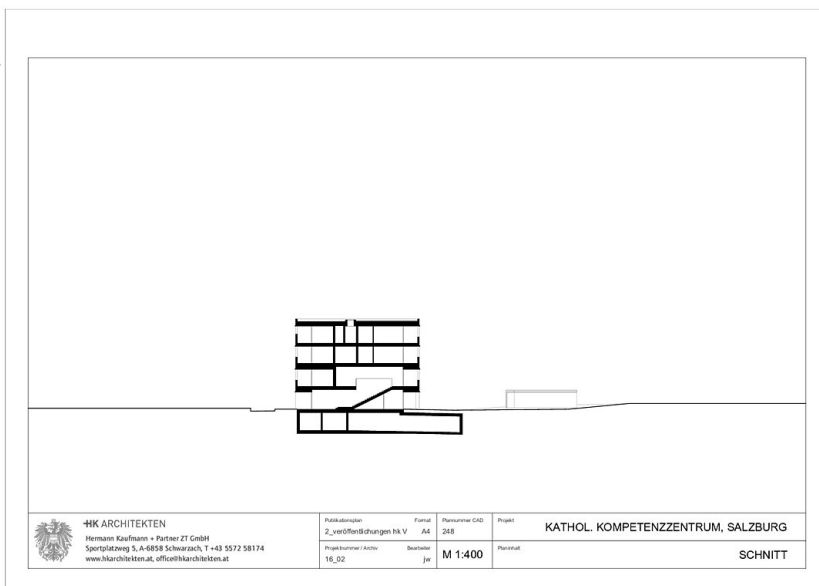 HK ARCHITEKTEN
Hermann Kaufmann + Partner ZT GmbH
Sportplatzweg 5, A-6858 Schwarzach, T +43 5572 58174
www.hkarchitekten.at, office@hkarchitekten.at
Publikationsplan Format
2_veröffentlichungen hk V A4
Projektnummer / Archiv Bearbeiter
16_02 jw
Plannummer CAD
248
M 1:400
Projekt
KATHOL. KOMPETENZZENTRUM, SALZBURG
Planinhalt
SCHNITT